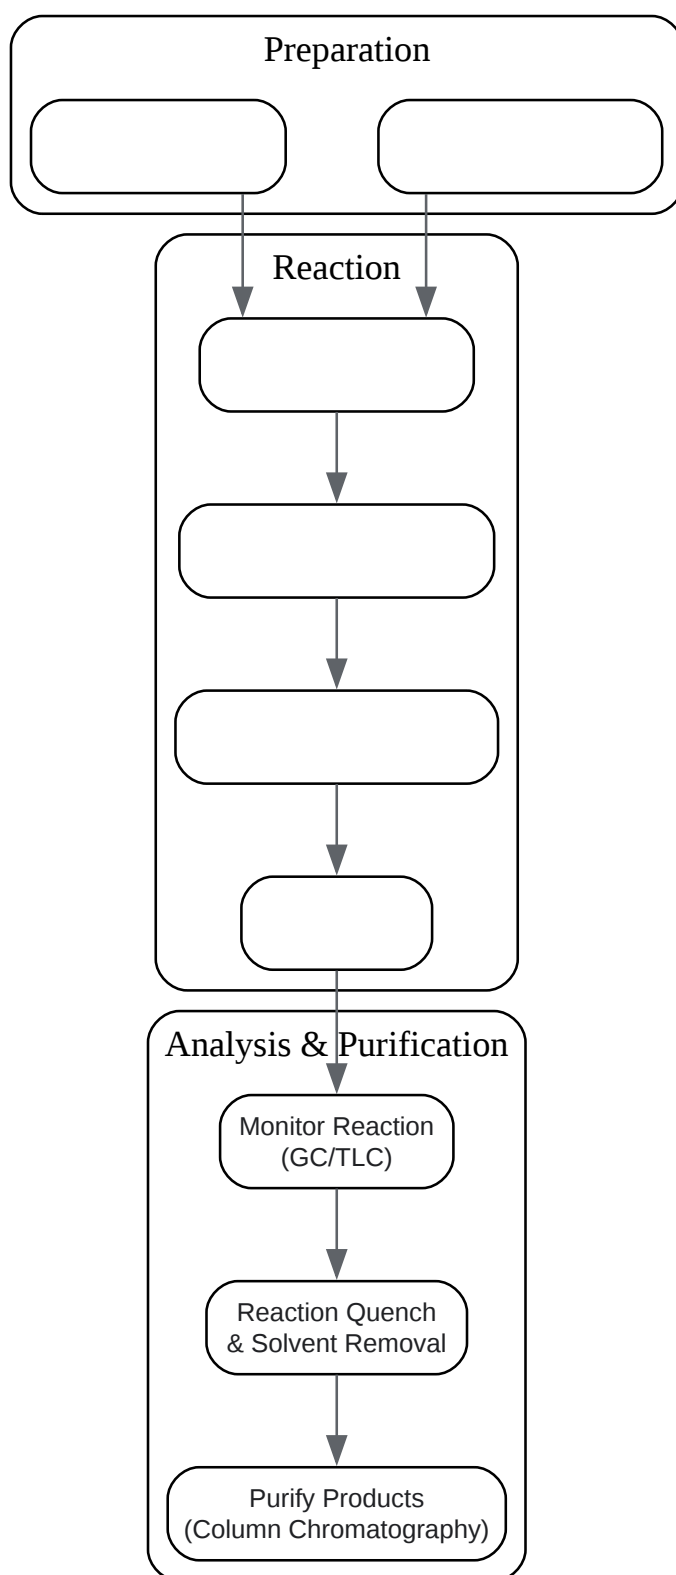 Preparation
Reaction
Analysis & Purification
Monitor Reaction
(GC/TLC)
Reaction Quench
& Solvent Removal
Purify Products
(Column Chromatography)